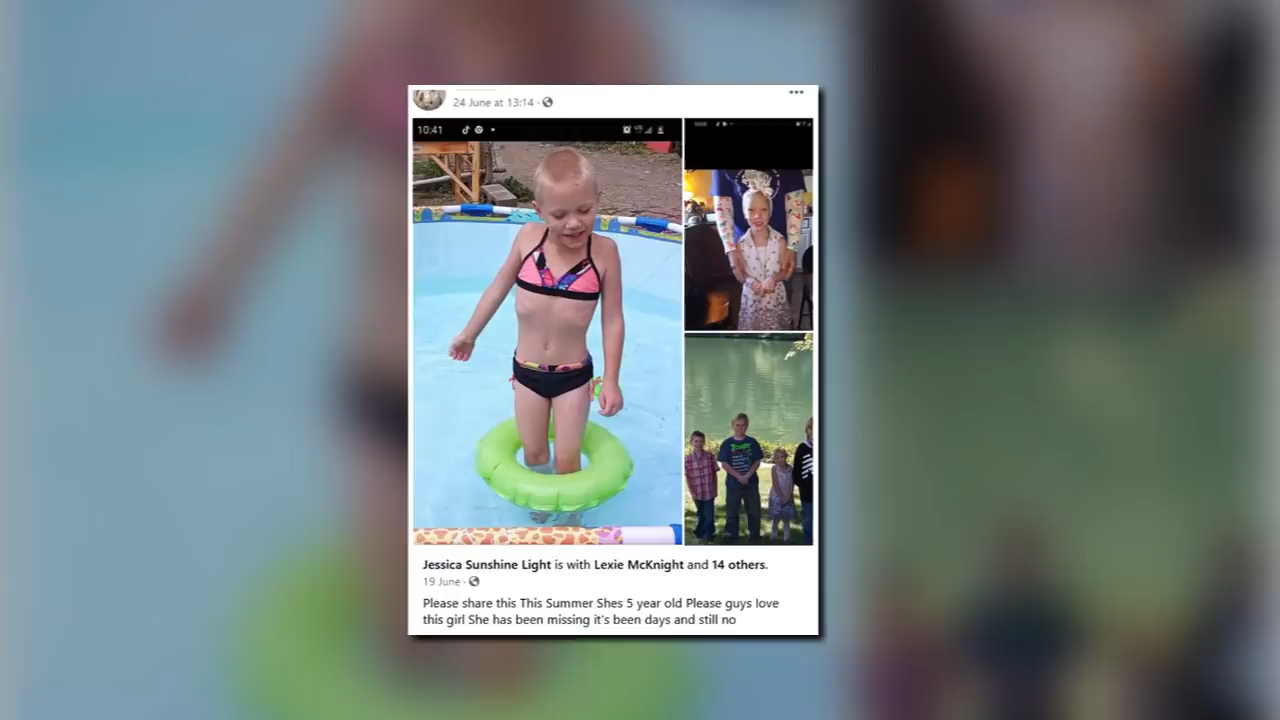 24 June at 13:14 ·
10:41
Jessica Sunshine Light is with Lexie McKnight and 14 others.
19 June ·
Please share this This Summer Shes 5 year old Please guys love
this girl She has been missing it's been days and still no